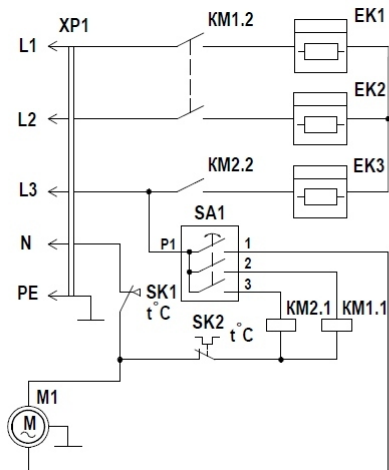 XP1 KM1.2 EK1
L1
EK2
L2
KM2.2 EK3
L3
SA1
N P1 1
2
PE SK1 3
t°C
SK2 t°C KM2.1 KM1.1
M1
M